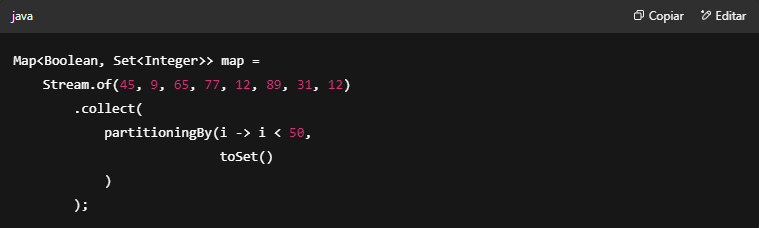 java Copiar Editar
Map<Boolean, Set<Integer>> map =
    Stream.of(45, 9, 65, 77, 12, 89, 31, 12)
        .collect(
            partitioningBy(i -> i < 50,
                           toSet()
            )
        );